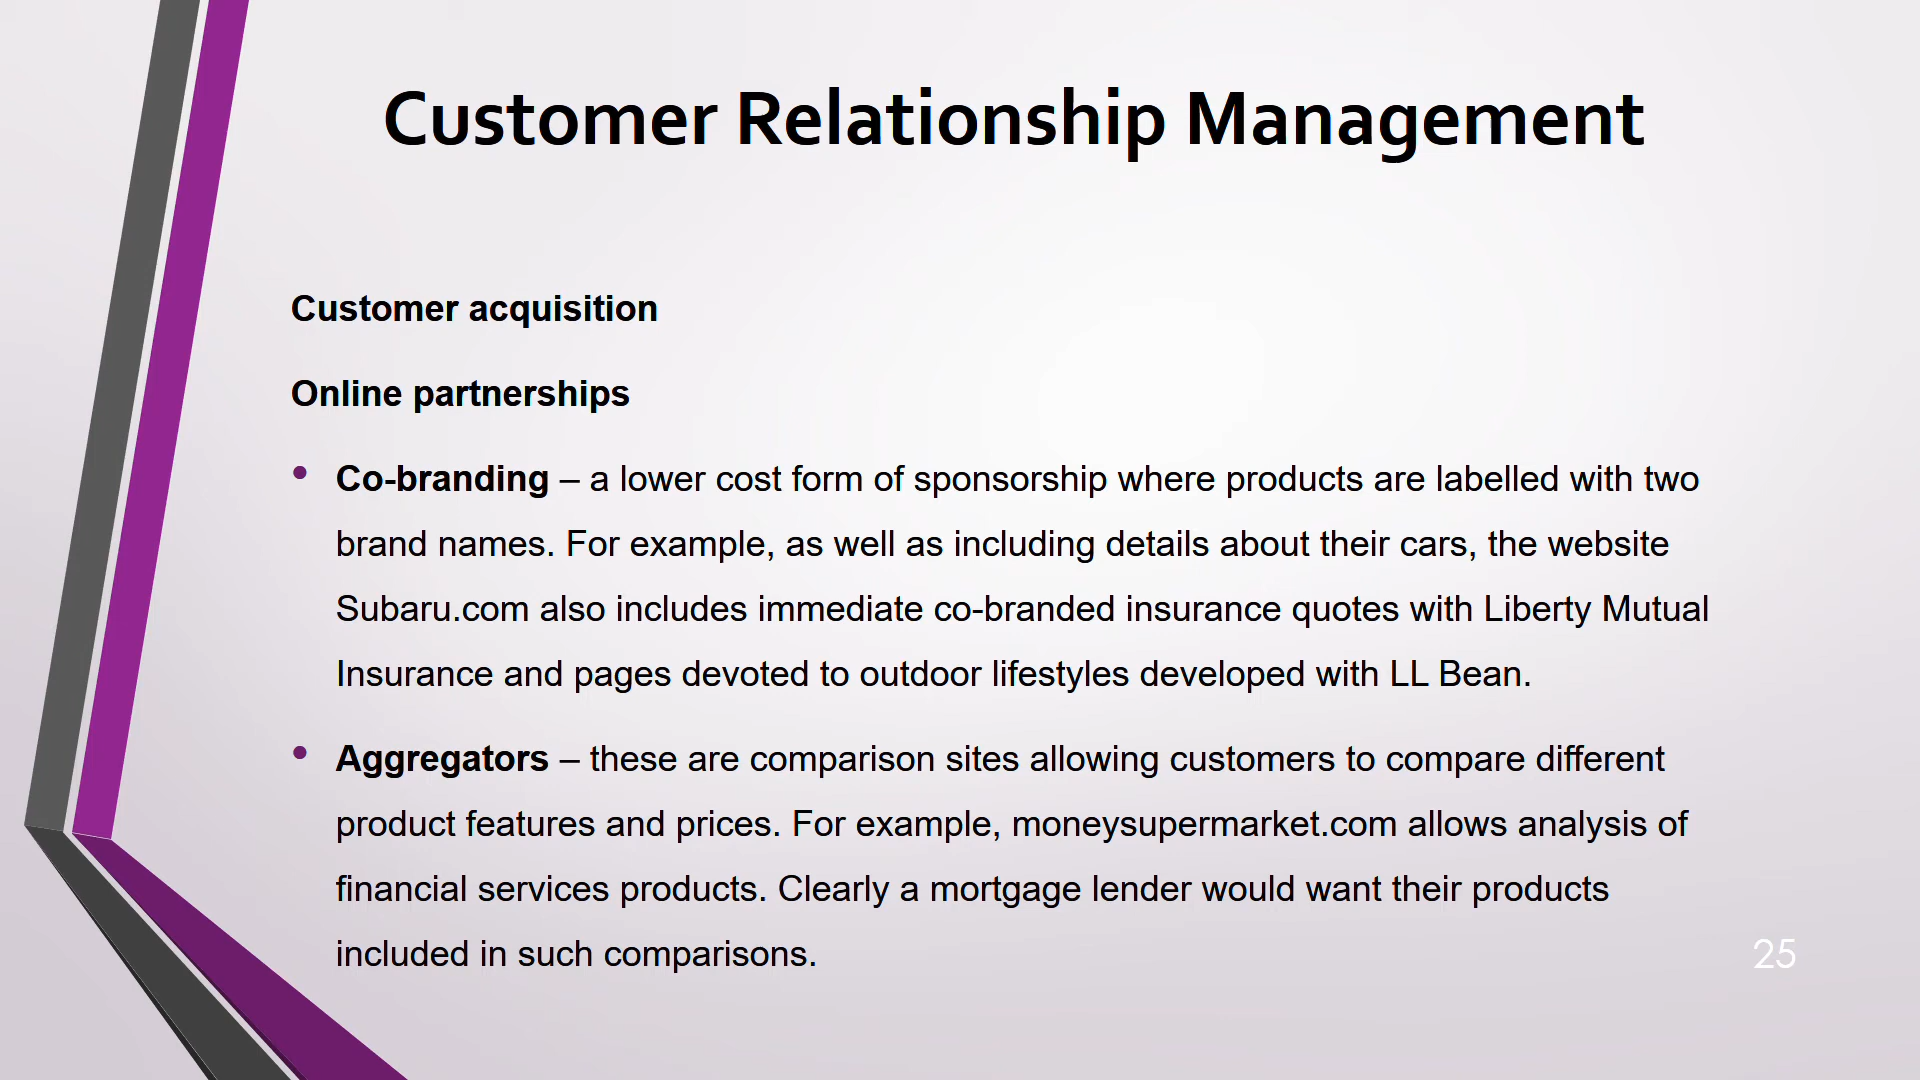 Customer Relationship Management
Customer acquisition
Online partnerships
• Co-branding – a lower cost form of sponsorship where products are labelled with two
brand names. For example, as well as including details about their cars, the website
Subaru.com also includes immediate co-branded insurance quotes with Liberty Mutual
Insurance and pages devoted to outdoor lifestyles developed with LL Bean.
• Aggregators – these are comparison sites allowing customers to compare different
product features and prices. For example, moneysupermarket.com allows analysis of
financial services products. Clearly a mortgage lender would want their products
included in such comparisons.
25